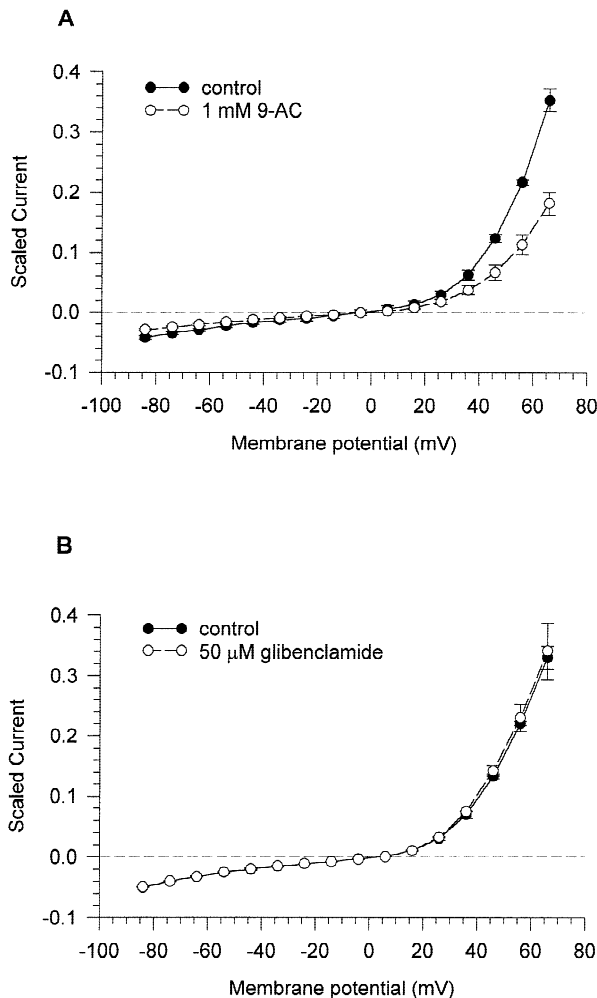 A
0.4
0.3
0.2
0.1
0.0
-0.1
Scaled Current
control
1 mM 9-AC
-100 -80 -60 -40 -20 0 20 40 60 80
Membrane potential (mV)
B
0.4
0.3
0.2
0.1
0.0
-0.1
Scaled Current
control
50 μM glibenclamide
-100 -80 -60 -40 -20 0 20 40 60 80
Membrane potential (mV)